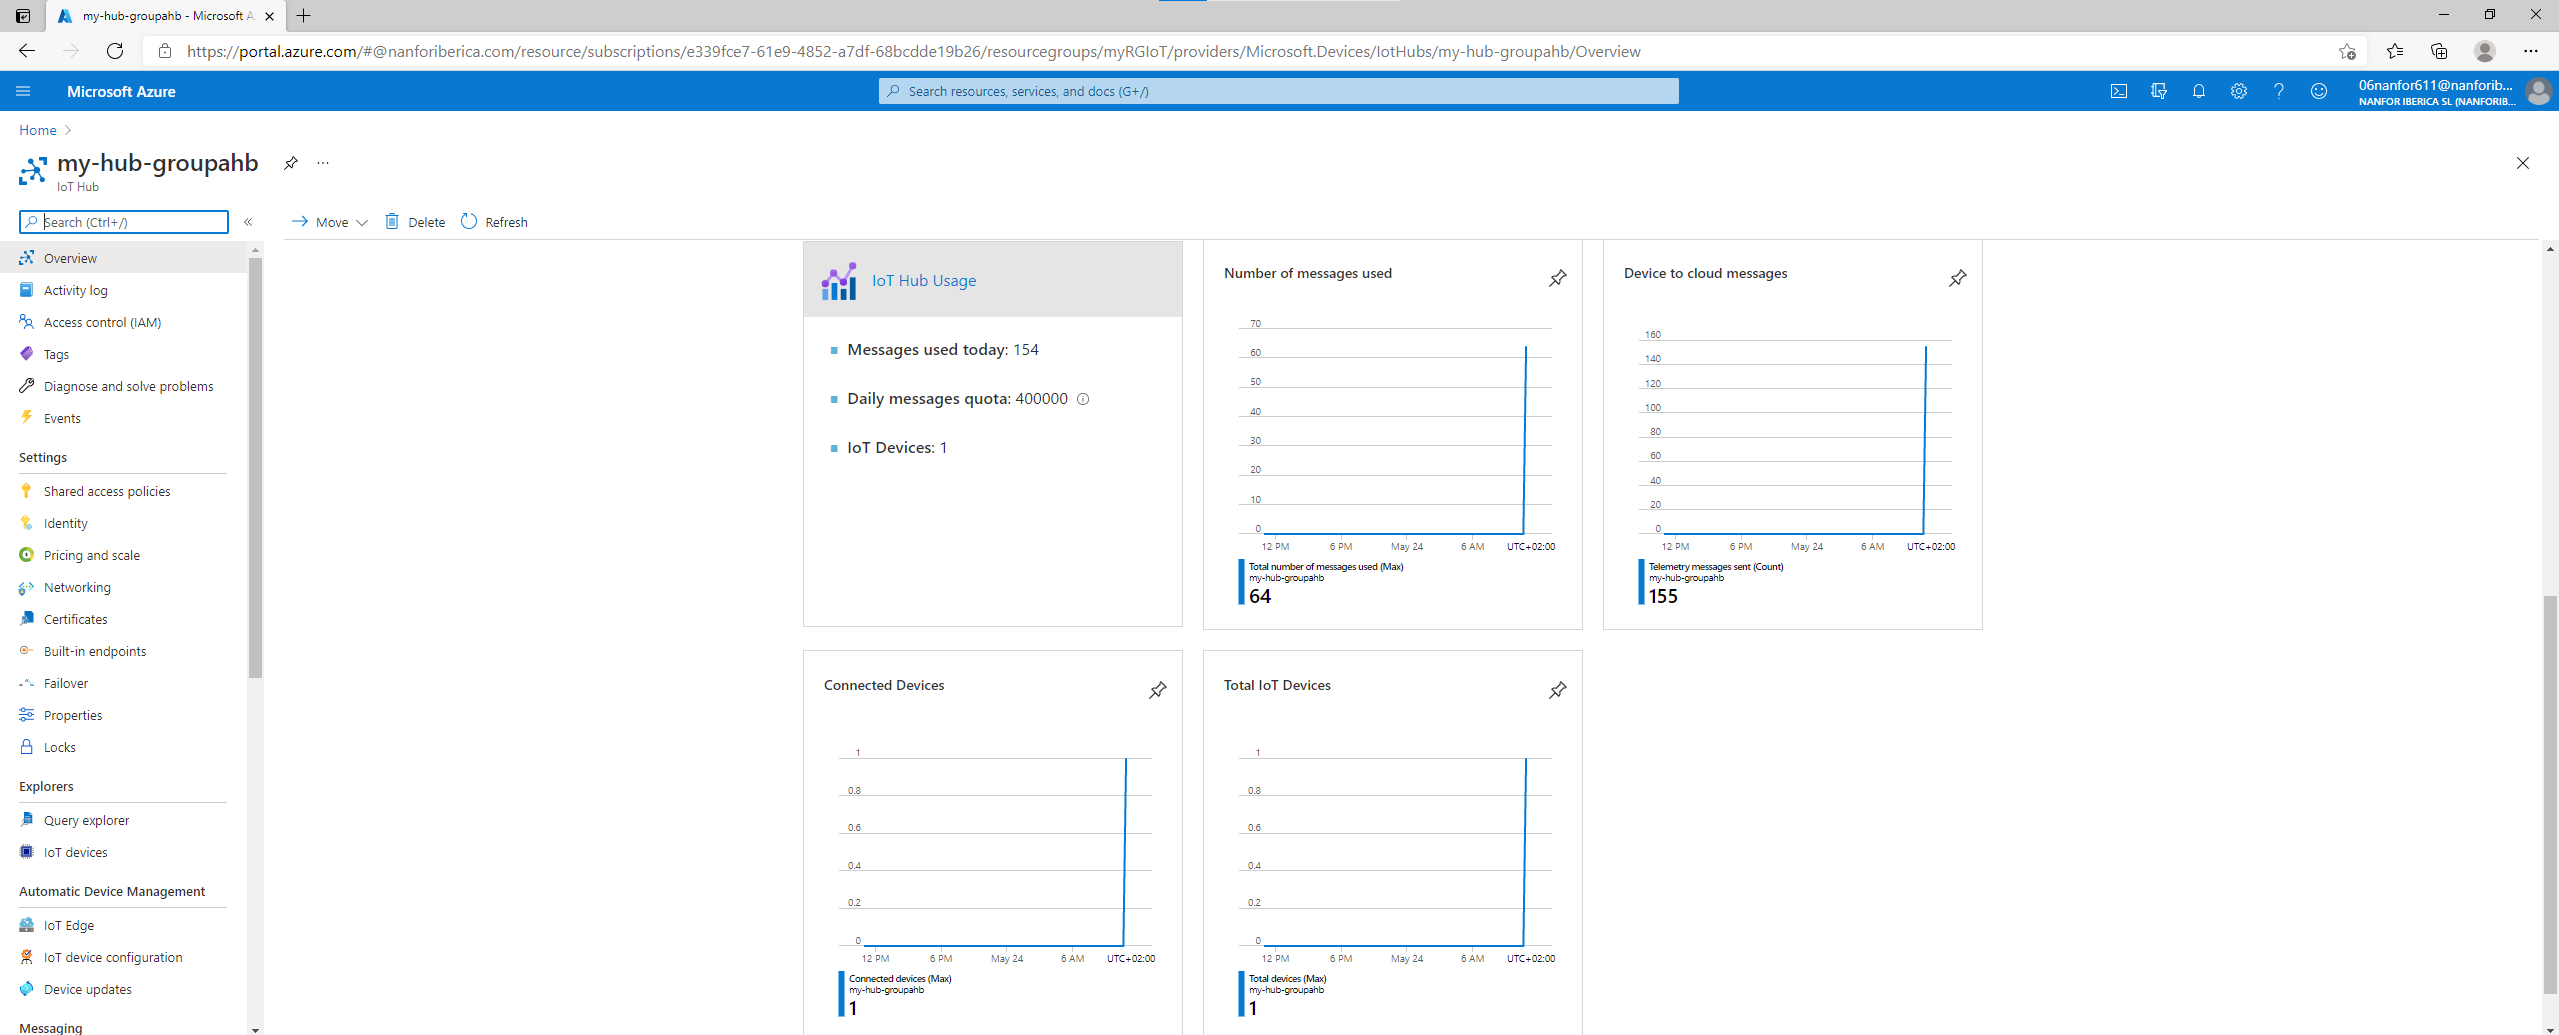 my-hub-groupahb - Microsoft A
https://portal.azure.com/#@nanforiberica.com/resource/subscriptions/e339fce7-61e9-4852-a7df-68bcdde19b26/resourcegroups/myRGIoT/providers/Microsoft.Devices/IotHubs/my-hub-groupahb/Overview
Microsoft Azure
Search resources, services, and docs (G+/)
06nanfor611@nanforib...
NANFOR IBERICA SL (NANFORIB...
Home
my-hub-groupahb
IoT Hub
Search (Ctrl+/)
Move
Delete
Refresh
Overview
Activity log
Access control (IAM)
Tags
Diagnose and solve problems
Events
Settings
Shared access policies
Identity
Pricing and scale
Networking
Certificates
Built-in endpoints
Failover
Properties
Locks
Explorers
Query explorer
IoT devices
Automatic Device Management
IoT Edge
IoT device configuration
Device updates
Messaging
IoT Hub Usage
Messages used today: 154
Daily messages quota: 400000
IoT Devices: 1
Number of messages used
70
60
50
40
30
20
10
0
12 PM 6 PM May 24 6 AM UTC+02:00
Total number of messages used (Max)
my-hub-groupahb
64
Device to cloud messages
160
140
120
100
80
60
40
20
0
12 PM 6 PM May 24 6 AM UTC+02:00
Telemetry messages sent (Count)
my-hub-groupahb
155
Connected Devices
1
0.8
0.6
0.4
0.2
0
12 PM 6 PM May 24 6 AM UTC+02:00
Connected devices (Max)
my-hub-groupahb
1
Total IoT Devices
1
0.8
0.6
0.4
0.2
0
12 PM 6 PM May 24 6 AM UTC+02:00
Total devices (Max)
my-hub-groupahb
1